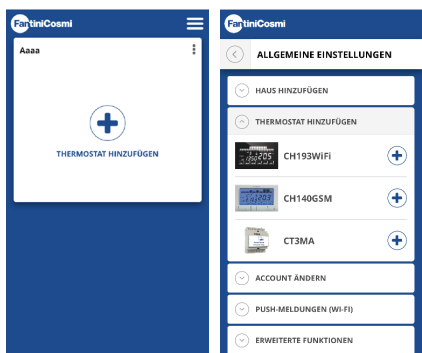 FantiniCosmi
Aaaa
THERMOSTAT HINZUFÜGEN
FantiniCosmi
ALLGEMEINE EINSTELLUNGEN
HAUS HINZUFÜGEN
THERMOSTAT HINZUFÜGEN
CH193WiFi
CH140GSM
CT3MA
ACCOUNT ÄNDERN
PUSH-MELDUNGEN (WI-FI)
ERWEITERTE FUNKTIONEN